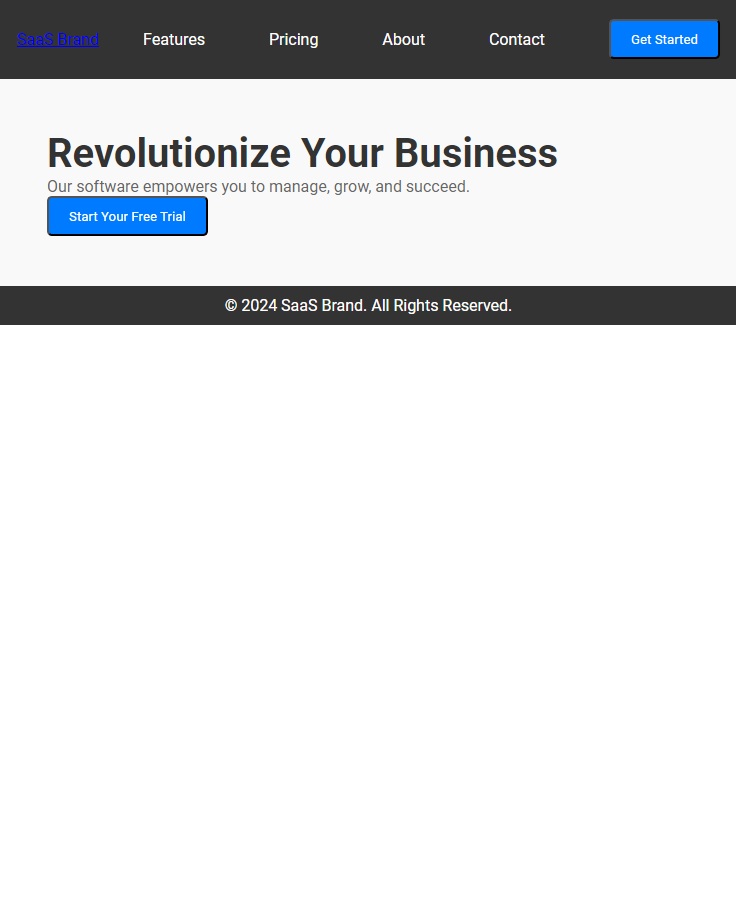 SaaS Brand Features Pricing About Contact Get Started
Revolutionize Your Business
Our software empowers you to manage, grow, and succeed.
Start Your Free Trial
© 2024 SaaS Brand. All Rights Reserved.